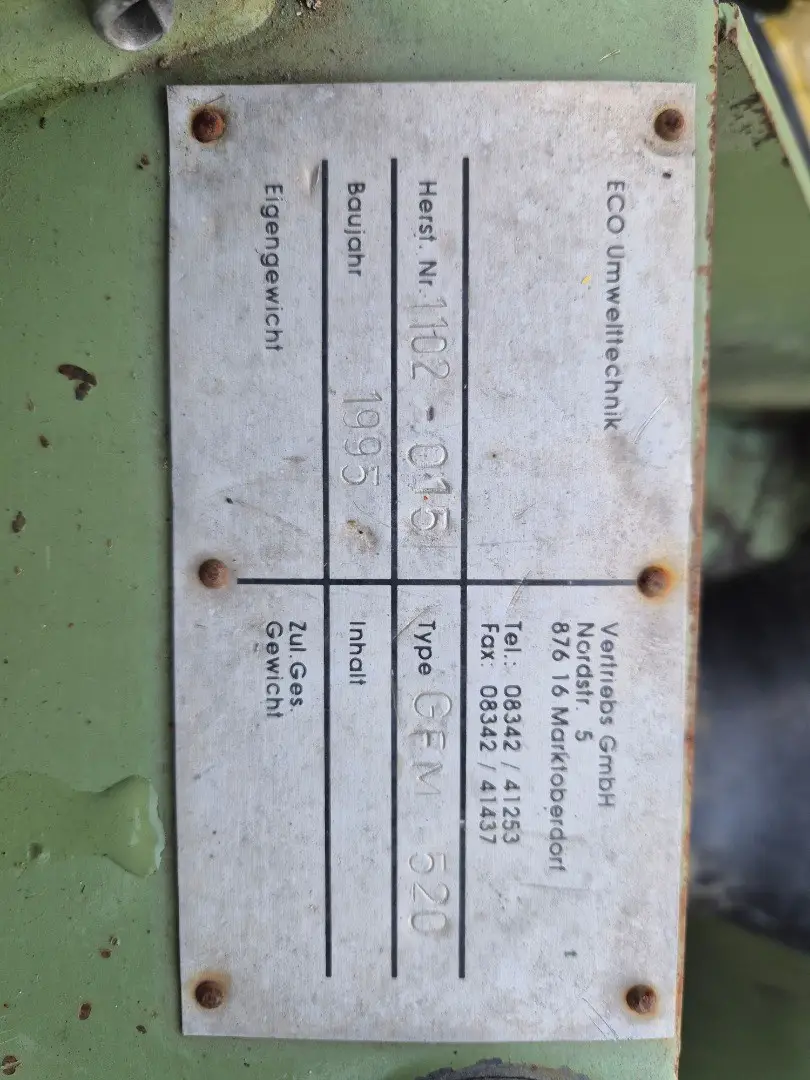 ECO Umwelttechnik
Vertriebs GmbH
Nordstr. 5
876 16 Marktoberdorf
Tel.: 08342 / 41253
Fax: 08342 / 41437
Herst. Nr. 1102-015
Type GFM-520
Baujahr 1995
Inhalt
Eigengewicht
Zul.Ges.
Gewicht